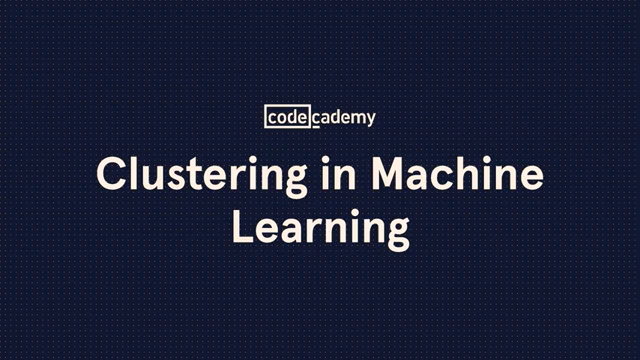 codecademy
Clustering in Machine
Learning